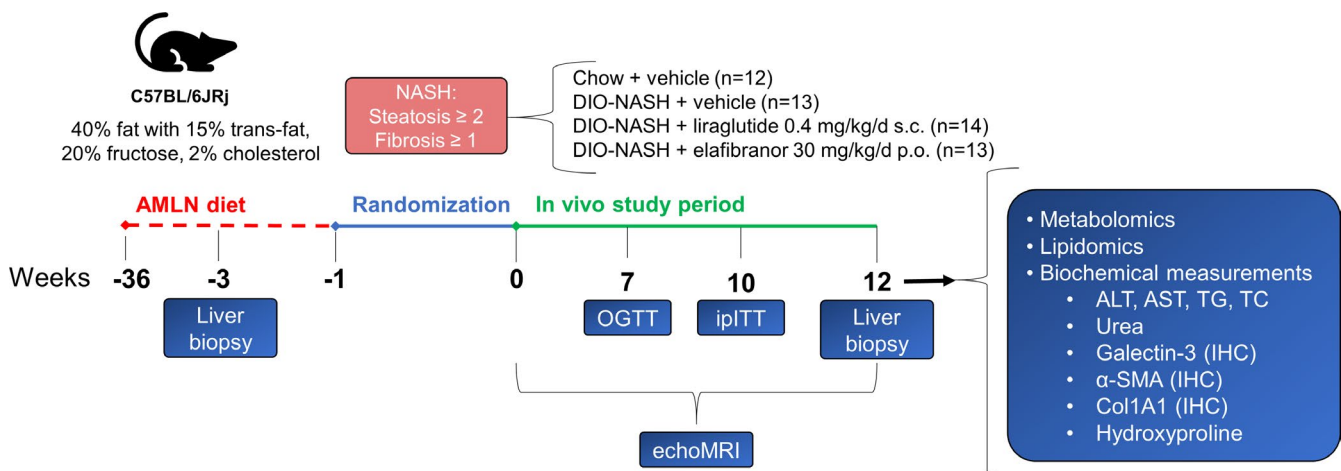 C57BL/6JRj
40% fat with 15% trans-fat,
20% fructose, 2% cholesterol
NASH:
Steatosis ≥ 2
Fibrosis ≥ 1
Chow + vehicle (n=12)
DIO-NASH + vehicle (n=13)
DIO-NASH + liraglutide 0.4 mg/kg/d s.c. (n=14)
DIO-NASH + elafibranor 30 mg/kg/d p.o. (n=13)
AMLN diet
Randomization
In vivo study period
Weeks -36 -3 -1 0 7 10 12
Liver
biopsy
OGTT
ipITT
Liver
biopsy
echoMRI
• Metabolomics
• Lipidomics
• Biochemical measurements
• ALT, AST, TG, TC
• Urea
• Galectin-3 (IHC)
• α-SMA (IHC)
• Col1A1 (IHC)
• Hydroxyproline